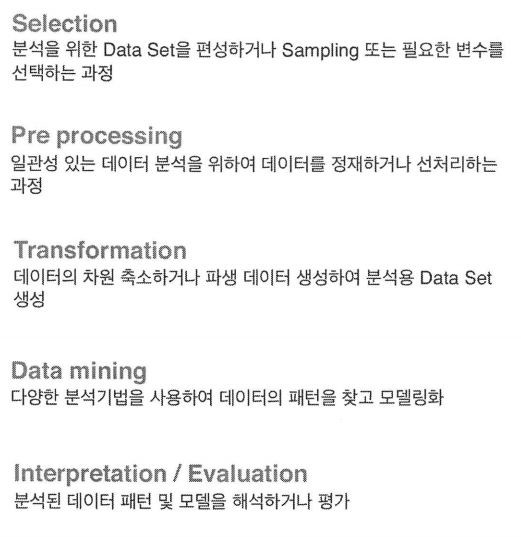 Selection
분석을 위한 Data Set을 편성하거나 Sampling 또는 필요한 변수를
선택하는 과정
Pre processing
일관성 있는 데이터 분석을 위하여 데이터를 정재하거나 선처리하는
과정
Transformation
데이터의 차원 축소하거나 파생 데이터 생성하여 분석용 Data Set
생성
Data mining
다양한 분석기법을 사용하여 데이터의 패턴을 찾고 모델링화
Interpretation / Evaluation
분석된 데이터 패턴 및 모델을 해석하거나 평가